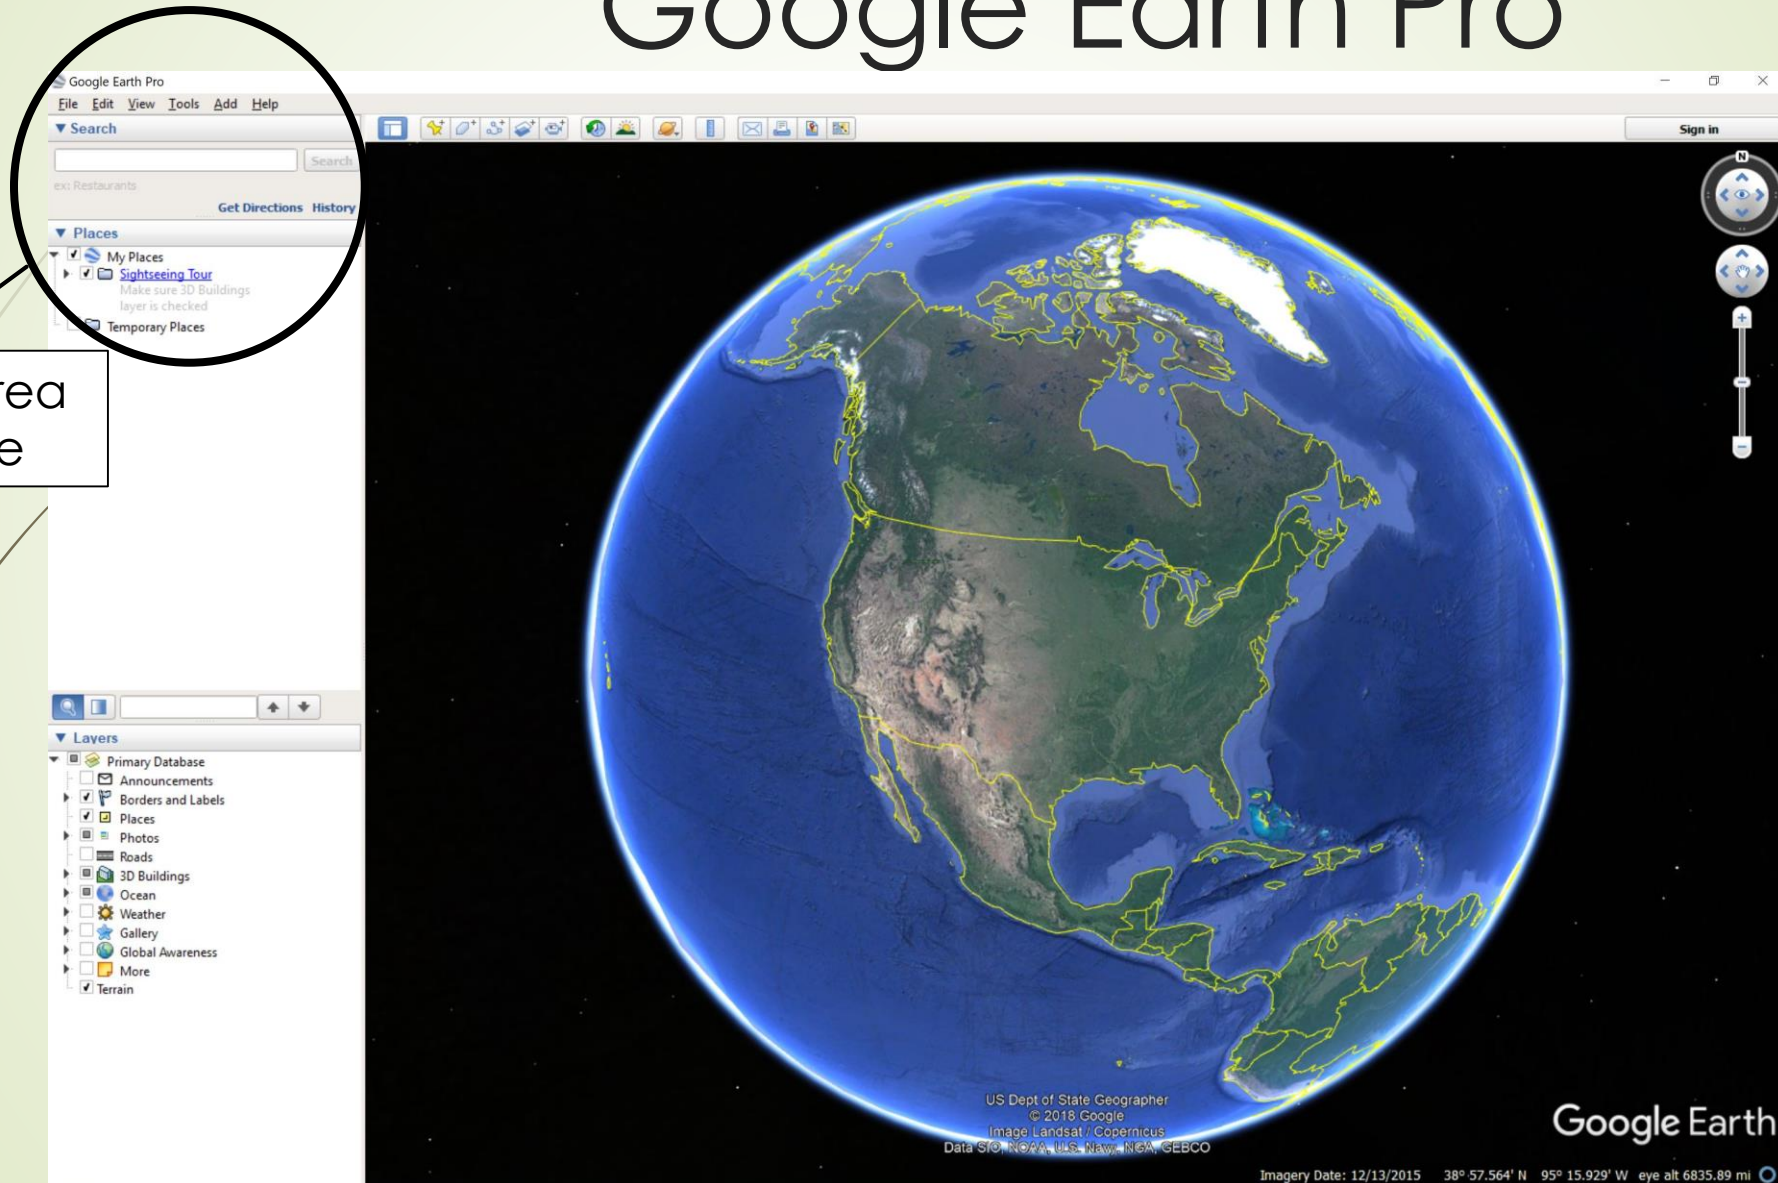 Google Earth Pro
Google Earth Pro
File Edit View Tools Add Help
Search
Search
ex: Restaurants
Get Directions History
Places
My Places
Sightseeing Tour
Make sure 3D Buildings
layer is checked
Temporary Places
rea
e
Layers
Primary Database
Announcements
Borders and Labels
Places
Photos
Roads
3D Buildings
Ocean
Weather
Gallery
Global Awareness
More
Terrain
Sign in
N
US Dept of State Geographer
© 2018 Google
Image Landsat / Copernicus
Data SIO, NOAA, U.S. Navy, NGA, GEBCO
Google Earth
Imagery Date: 12/13/2015 38° 57.564' N 95° 15.929' W eye alt 6835.89 mi